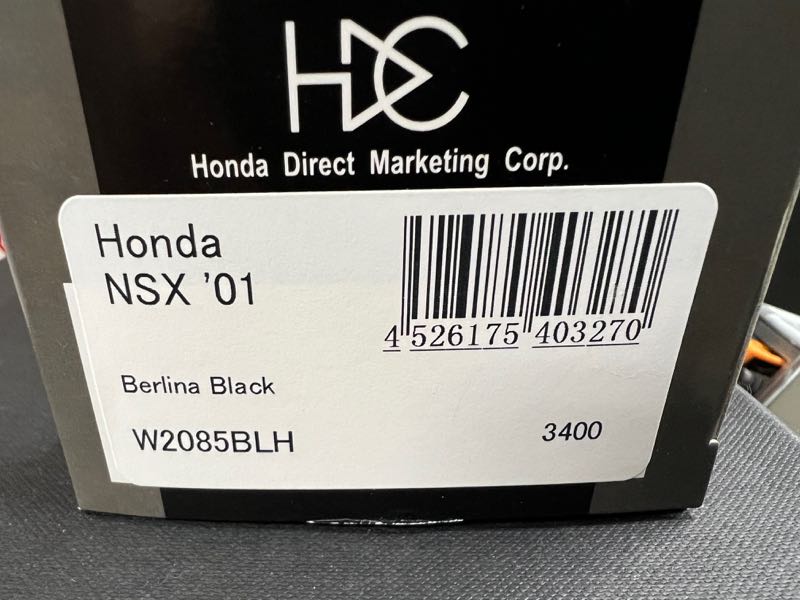 HDC
Honda Direct Marketing Corp.
Honda
NSX '01
4 526175 403270
Berlina Black
W2085BLH
3400